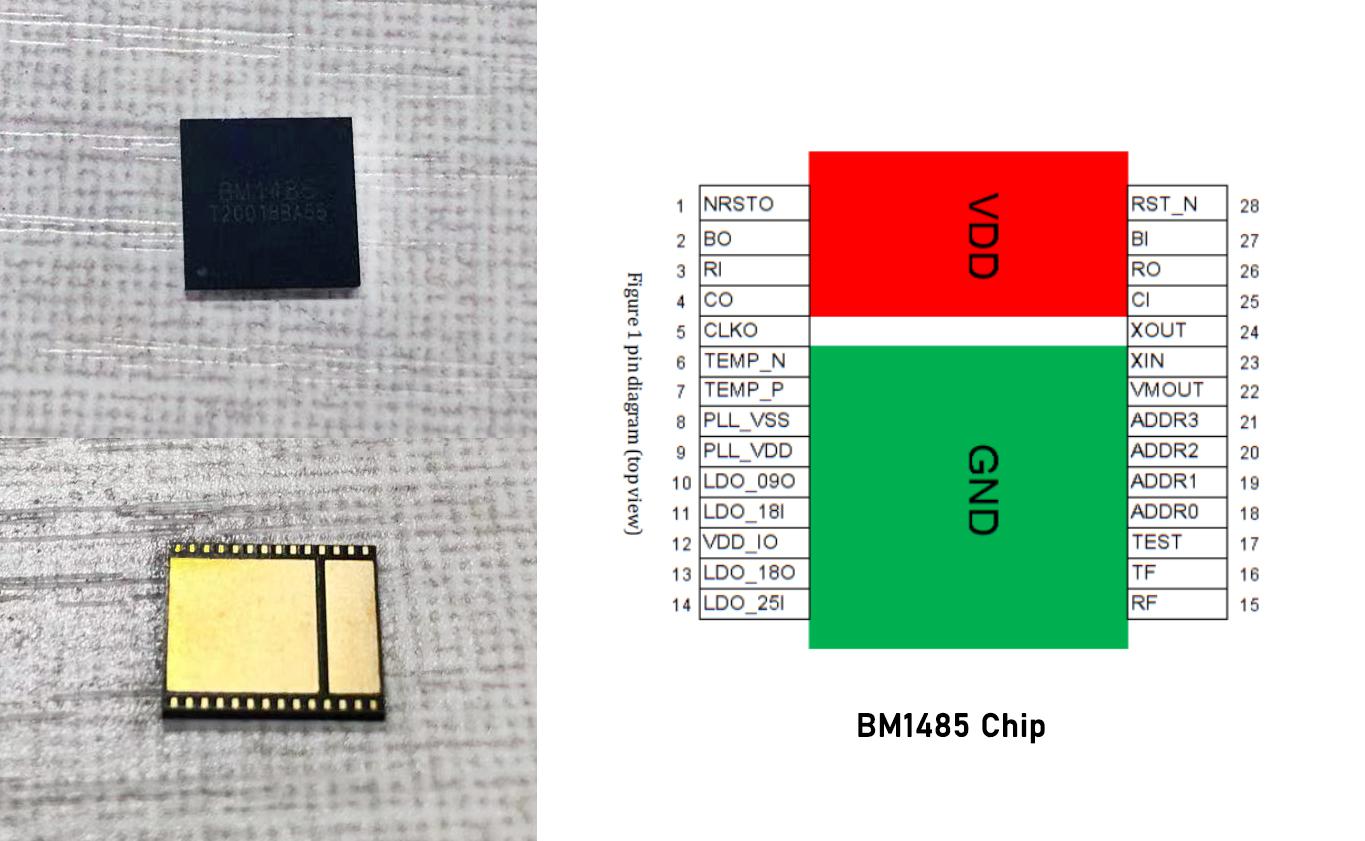 BM1485
Figure 1 pin diagram (top view)
VDD
GND
1 NRSTO
2 BO
3 RI
4 CO
5 CLKO
6 TEMP_N
7 TEMP_P
8 PLL_VSS
9 PLL_VDD
10 LDO_09O
11 LDO_18I
12 VDD_IO
13 LDO_18O
14 LDO_25I
RST_N 28
BI 27
RO 26
CI 25
XOUT 24
XIN 23
VMOUT 22
ADDR3 21
ADDR2 20
ADDR1 19
ADDR0 18
TEST 17
TF 16
RF 15
BM1485 Chip